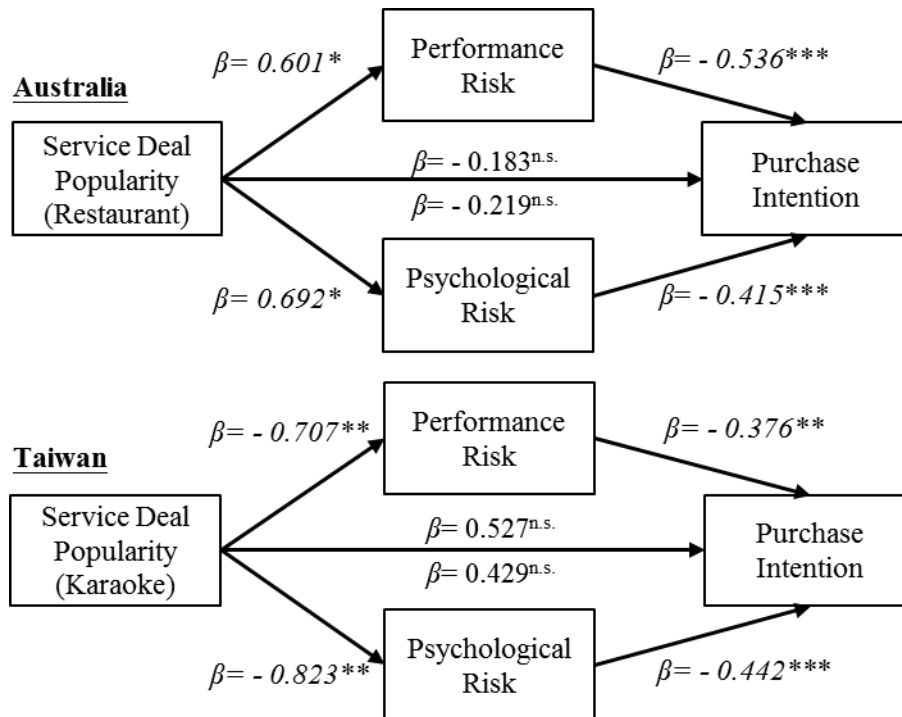 Performance
Risk
β= 0.601*
β= - 0.536***
Australia
Service Deal
Popularity
(Restaurant)
β= - 0.183n.s.
β= - 0.219n.s.
Purchase
Intention
Psychological
Risk
β= 0.692*
β= - 0.415***
Performance
Risk
β= - 0.707**
β= - 0.376**
Taiwan
Service Deal
Popularity
(Karaoke)
β= 0.527n.s.
β= 0.429n.s.
Purchase
Intention
Psychological
Risk
β= - 0.823**
β= - 0.442***